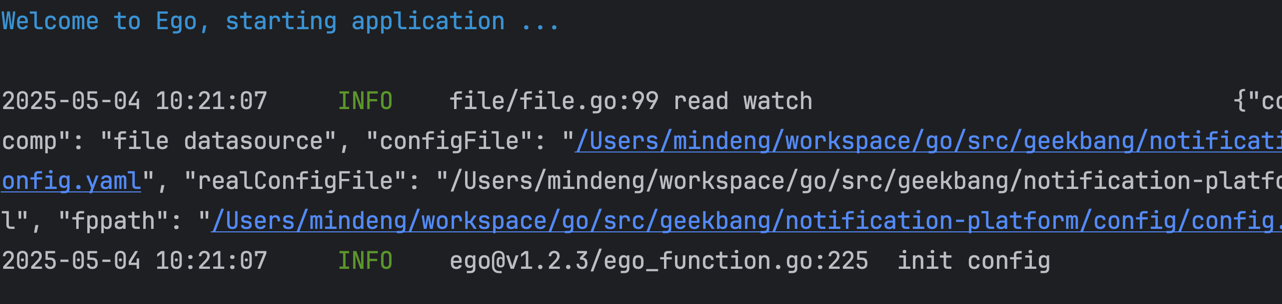 Welcome to Ego, starting application ...
2025-05-04 10:21:07 INFO file/file.go:99 read watch {"co
comp": "file datasource", "configFile": "/Users/mindeng/workspace/go/src/geekbang/notificati
onfig.yaml", "realConfigFile": "/Users/mindeng/workspace/go/src/geekbang/notification-platfo
l", "fppath": "/Users/mindeng/workspace/go/src/geekbang/notification-platform/config/config.
2025-05-04 10:21:07 INFO ego@v1.2.3/ego_function.go:225 init config